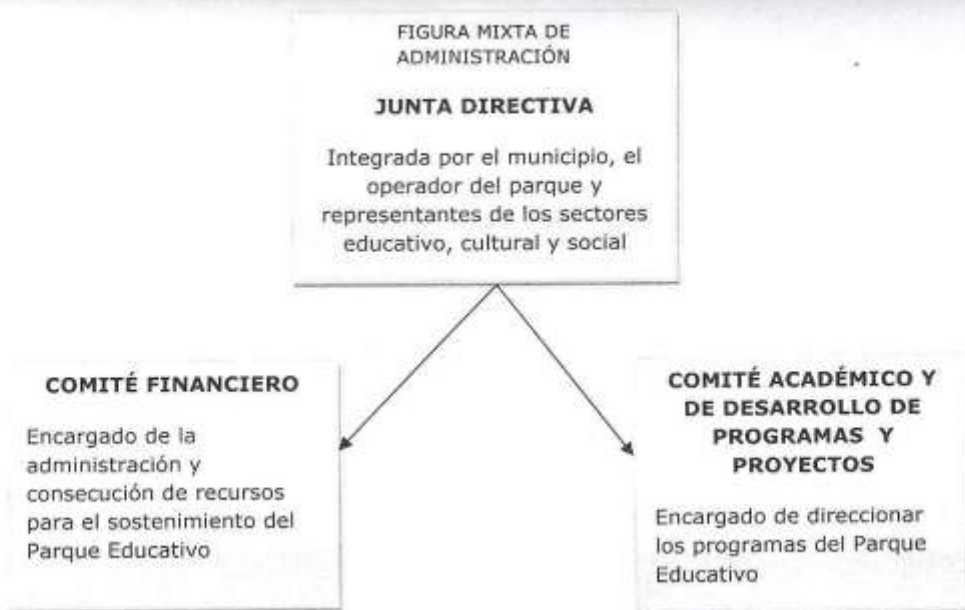 FIGURA MIXTA DE
ADMINISTRACIÓN
JUNTA DIRECTIVA
Integrada por el municipio, el
operador del parque y
representantes de los sectores
educativo, cultural y social
COMITÉ FINANCIERO
Encargado de la
administración y
consecución de recursos
para el sostenimiento del
Parque Educativo
COMITÉ ACADÉMICO Y
DE DESARROLLO DE
PROGRAMAS Y
PROYECTOS
Encargado de direccionar
los programas del Parque
Educativo